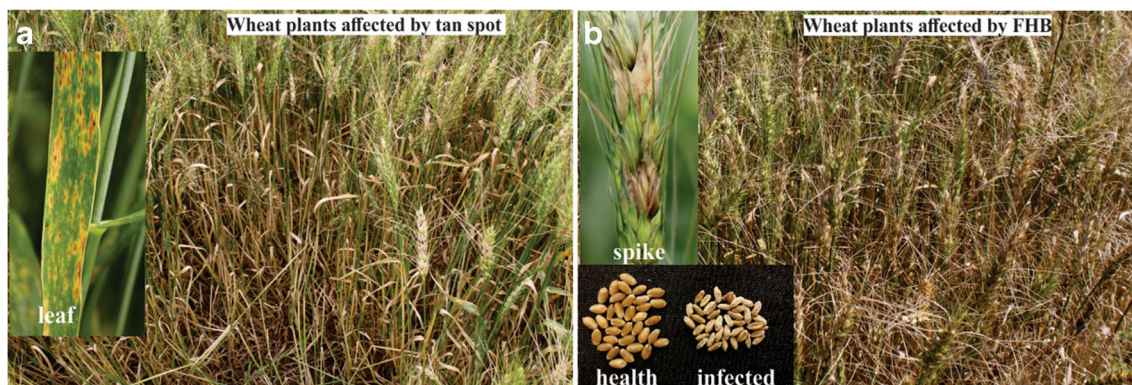 a
Wheat plants affected by tan spot
leaf
b
Wheat plants affected by FHB
spike
health
infected